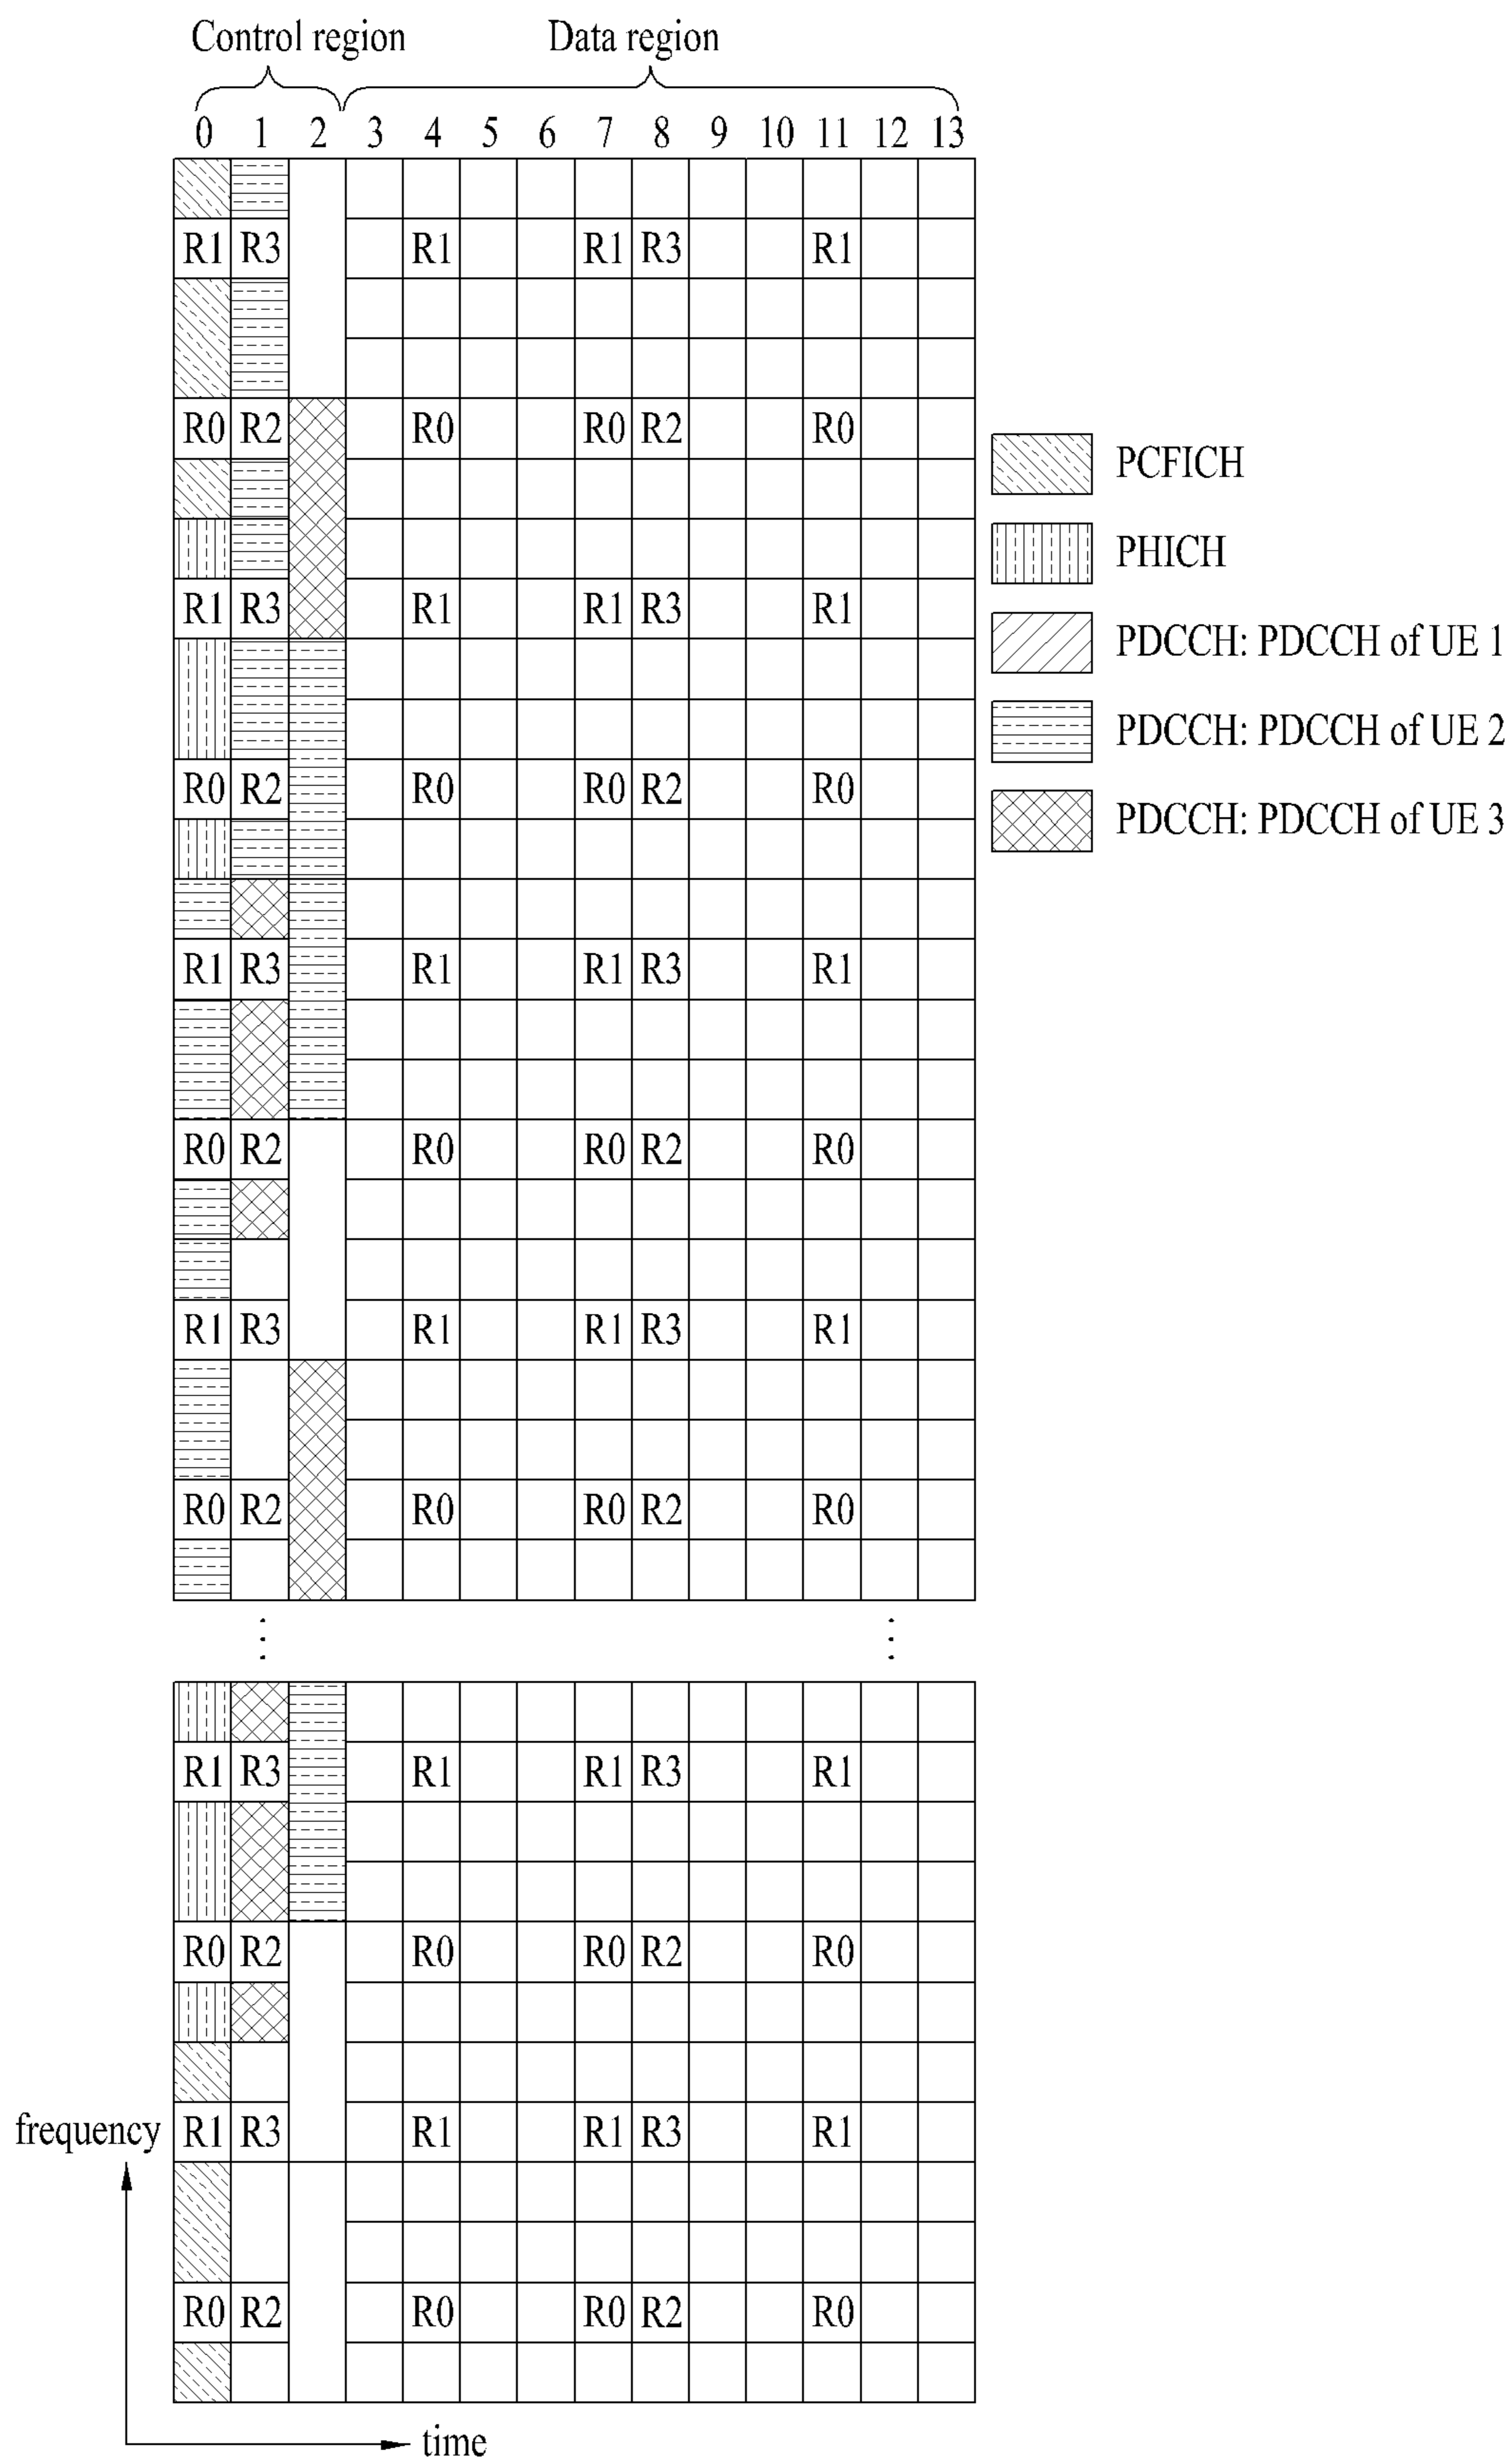 Control region Data region
0 1 2 3 4 5 6 7 8 9 10 11 12 13
R1 R3 R1 R1 R3 R1
R0 R2 R0 R0 R2 R0
PCFICH
PHICH
R1 R3 R1 R1 R3 R1
PDCCH: PDCCH of UE 1
PDCCH: PDCCH of UE 2
R0 R2 R0 R0 R2 R0
PDCCH: PDCCH of UE 3
R1 R3 R1 R1 R3 R1
R0 R2 R0 R0 R2 R0
R1 R3 R1 R1 R3 R1
R0 R2 R0 R0 R2 R0
R1 R3 R1 R1 R3 R1
R0 R2 R0 R0 R2 R0
frequency R1 R3 R1 R1 R3 R1
R0 R2 R0 R0 R2 R0
time